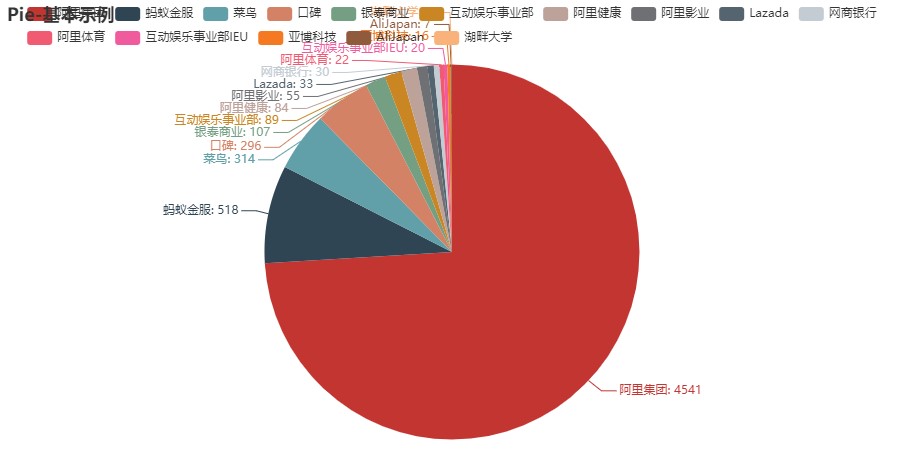 Pie-基本示例
蚂蚁金服 菜鸟 口碑 银泰商业 互动娱乐事业部 阿里健康 阿里影业 Lazada 网商银行
阿里体育 互动娱乐事业部IEU 亚博科技 AliJapan 湖畔大学
AliJapan: 7
互动娱乐事业部IEU: 20
阿里体育: 22
网商银行: 30
Lazada: 33
阿里影业: 55
阿里健康: 84
互动娱乐事业部: 89
银泰商业: 107
口碑: 296
菜鸟: 314
蚂蚁金服: 518
阿里集团: 4541